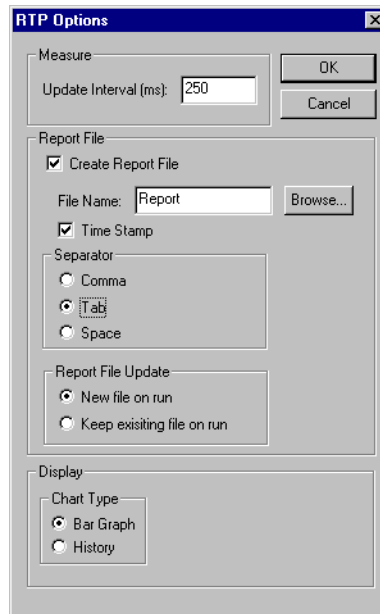 RTP Options
Measure
Update Interval (ms): 250
OK
Cancel
Report File
Create Report File
File Name: Report Browse...
Time Stamp
Separator
Comma
Tab
Space
Report File Update
New file on run
Keep exisiting file on run
Display
Chart Type
Bar Graph
History